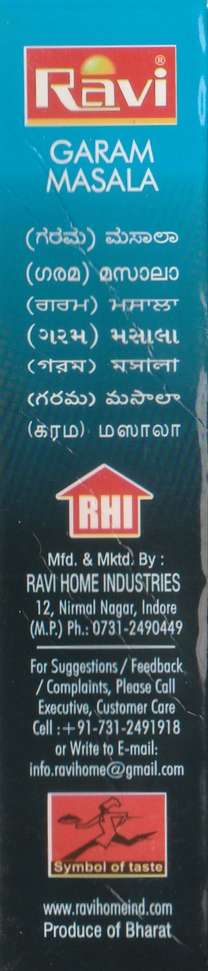 Ravi®
GARAM
MASALA
(ಗರಮ) ಮಸಾಲಾ
(ഗരമ) മസാലാ
(ਗਰਮ) ਮਸਾਲਾ
(ગરમ) મસાલા
(গরম) মসালা
(గరమ) మసాలా
(கரம) மஸாலா
RHI
Mfd. & Mktd. By :
RAVI HOME INDUSTRIES
12, Nirmal Nagar, Indore
(M.P.) Ph.: 0731-2490449
For Suggestions / Feedback
/ Complaints, Please Call
Executive, Customer Care
Cell :+91-731-2491918
or Write to E-mail:
info.ravihome@gmail.com
Symbol of taste
www.ravihomeind.com
Produce of Bharat